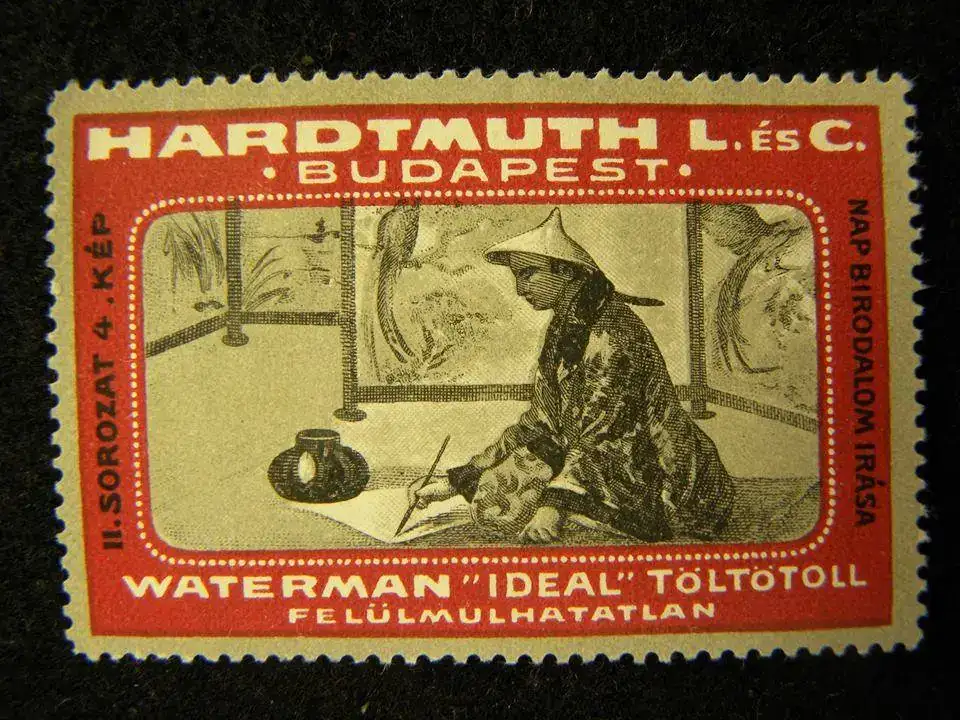 HARDTMUTH L. ÉS C.
• BUDAPEST •
II. SOROZAT 4. KÉP
NAP BIRODALOM IRÁSA
WATERMAN "IDEAL" TÖLTŐTOLL
FELÜLMULHATATLAN